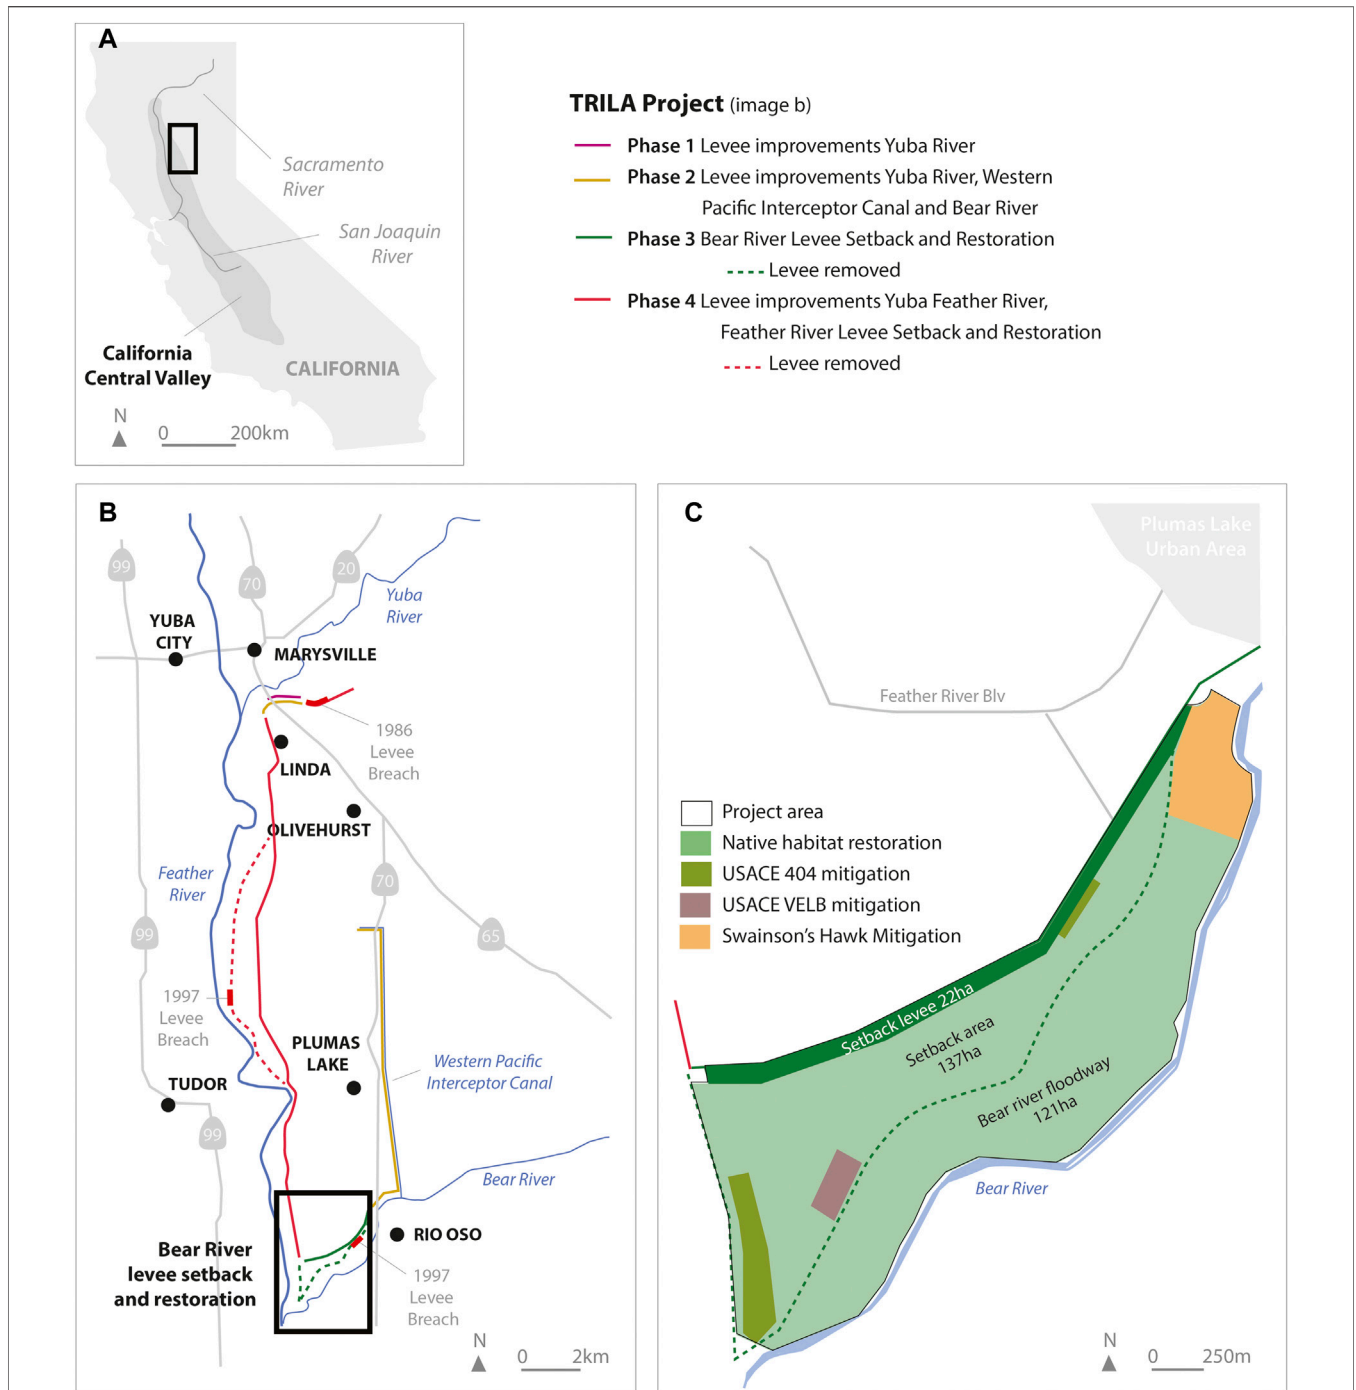 A
Sacramento
River
San Joaquin
River
California
Central Valley
CALIFORNIA
N
0 200km
TRILA Project (image b)
Phase 1 Levee improvements Yuba River
Phase 2 Levee improvements Yuba River, Western
Pacific Interceptor Canal and Bear River
Phase 3 Bear River Levee Setback and Restoration
Levee removed
Phase 4 Levee improvements Yuba Feather River,
Feather River Levee Setback and Restoration
Levee removed
B
99
70
20
Yuba
River
YUBA
CITY
MARYSVILLE
1986
Levee
Breach
LINDA
OLIVEHURST
Feather
River
70
99
65
1997
Levee
Breach
PLUMAS
LAKE
Western Pacific
Interceptor Canal
TUDOR
99
Bear River
RIO OSO
Bear River
levee setback
and restoration
1997
Levee
Breach
N
0 2km
C
Plumas Lake
Urban Area
Feather River Blv
Project area
Native habitat restoration
USACE 404 mitigation
USACE VELB mitigation
Swainson's Hawk Mitigation
Setback levee 22ha
Setback area
137ha
Bear river floodway
121ha
Bear River
N
0 250m